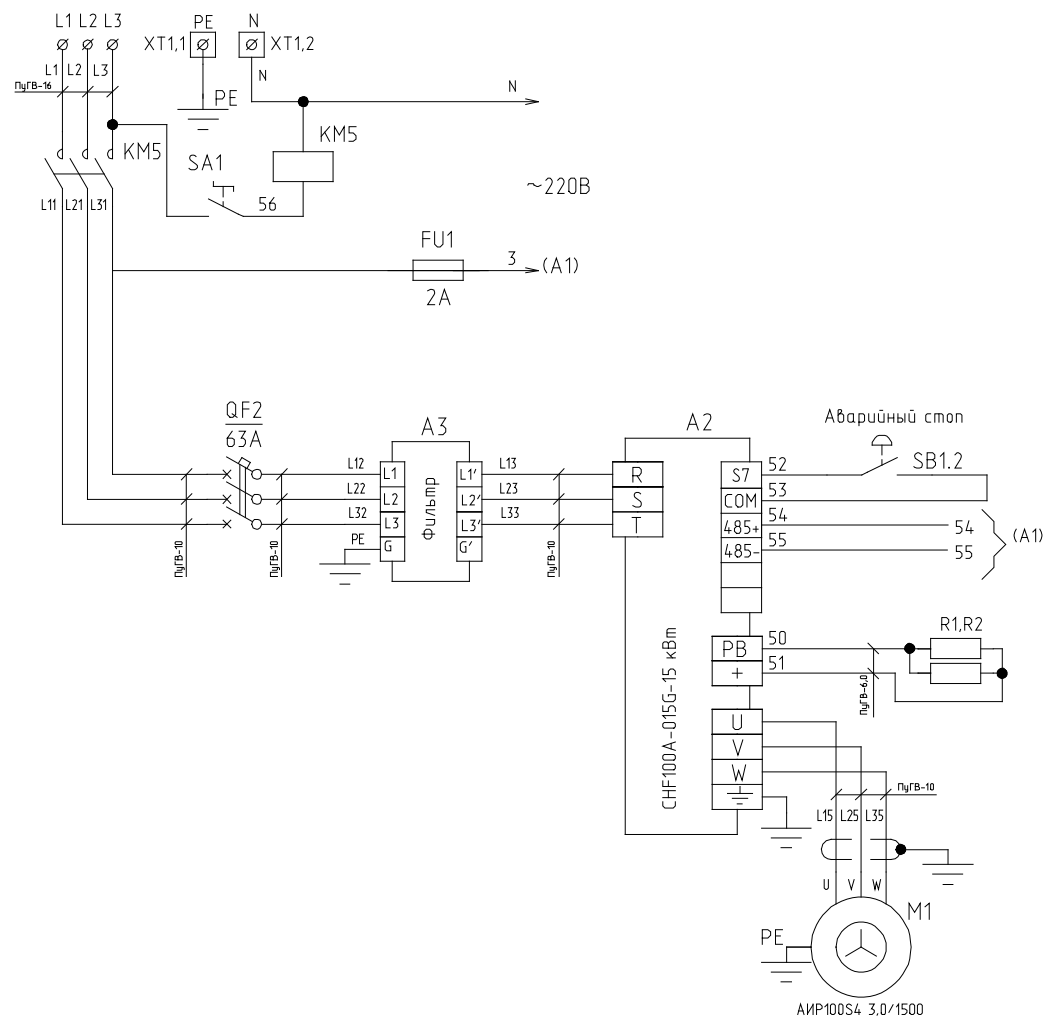 L1 L2 L3
PE
N
XT1,1
XT1,2
L1 L2 L3
N
ПуГВ-16
PE
N
KM5
KM5
SA1
~220В
L11 L21 L31
56
FU1
3
(A1)
2A
QF2
63A
A3
A2
Аварийный стоп
SB1.2
L12
L22
L32
PE
L1
L2
L3
G
Фильтр
L1'
L2'
L3'
G'
L13
L23
L33
R
S
T
S7
COM
485+
485-
52
53
54
55
54
55
(A1)
ПуГВ-10
ПуГВ-10
ПуГВ-10
CHF100A-015G-15 кВт
PB
+
50
51
R1,R2
ПуГВ-6,0
U
V
W
ПуГВ-10
L15 L25 L35
U V W
M1
PE
АИР100S4 3,0/1500